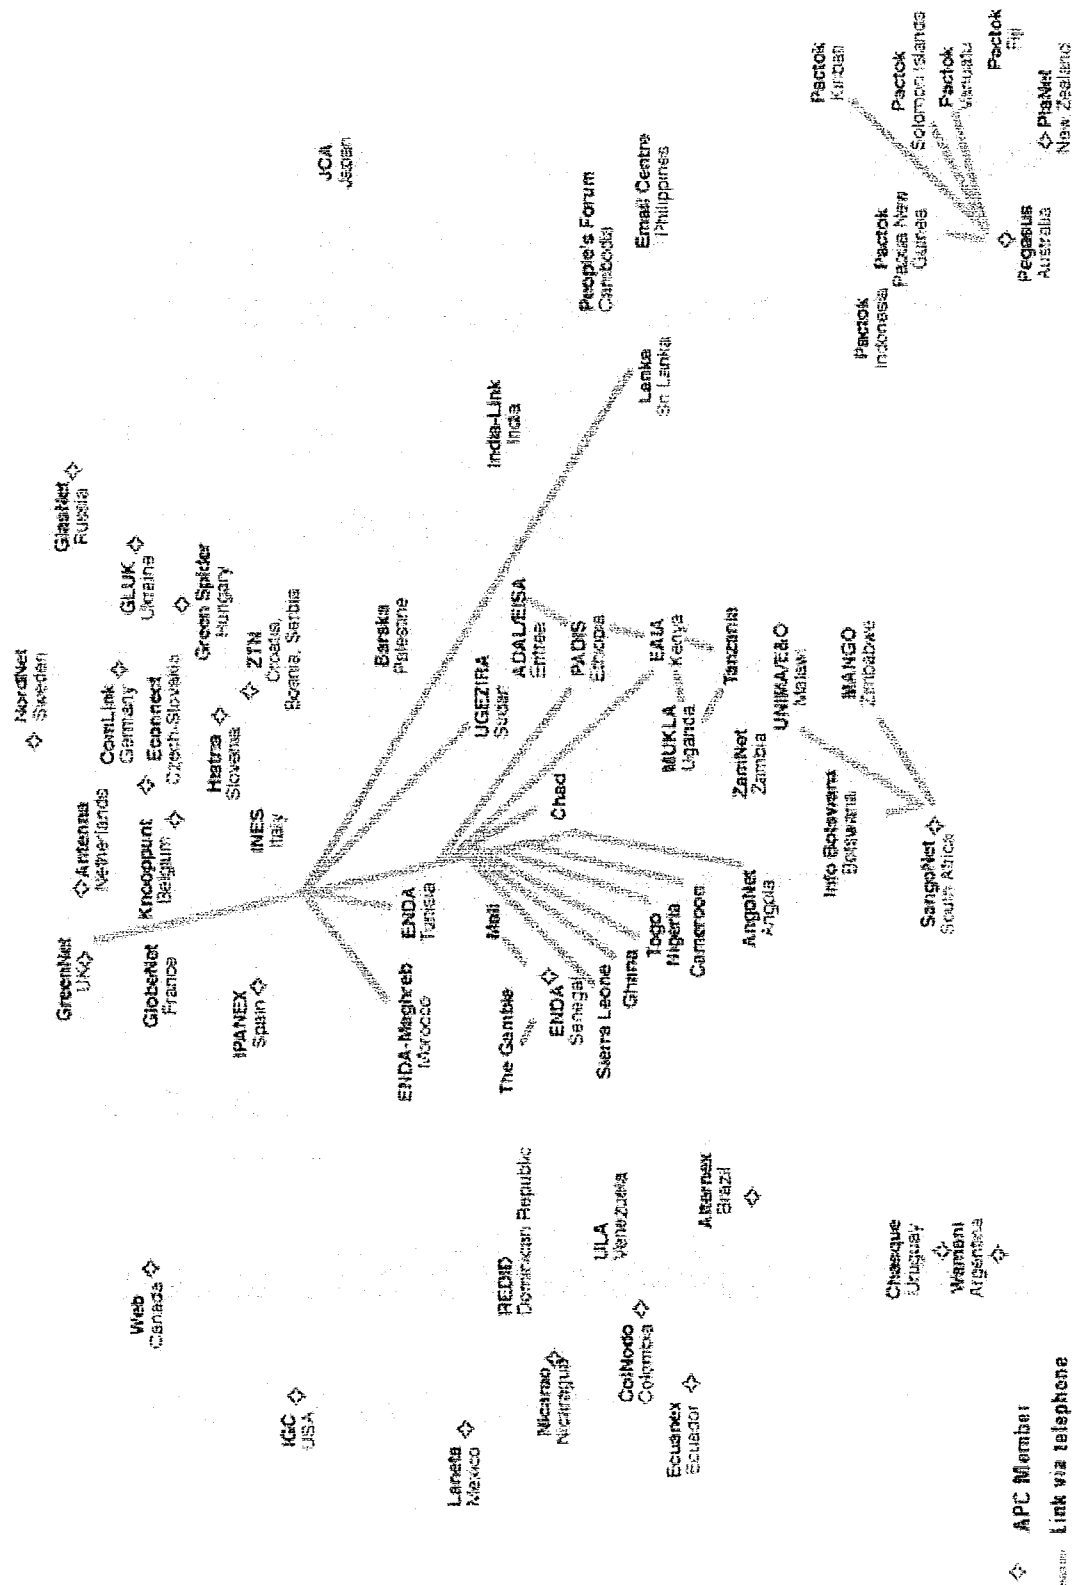 NordNet
Sweden
GlasNet
Russia
GreenNet
UK
Antenna
Netherlands
ComLink
Germany
GLUK
Ukraine
Web
Canada
GlobeNet
France
Knooppunt
Belgium
Econnect
Czech-Slovakia
Green Spider
Hungary
Histria
Slovenia
ZTN
Croatia,
Bosnia, Serbia
IPANEX
Spain
INES
Italy
IGC
USA
JCA
Japan
ENDA-Maghreb
Morocco
ENDA
Tunisia
Baraka
Palestine
Laneta
Mexico
REDID
Dominican Republic
The Gambia
Mali
UGEZIRA
Sudan
India-Link
India
ADAL/EISA
Eritrea
Nicarao
Nicaragua
ENDA
Senegal
Chad
PADIS
Ethiopia
People's Forum
Cambodia
ULA
Venezuela
Sierra Leone
Ghana
ColNodo
Colombia
Togo
Nigeria
Cameroon
EAIA
Kenya
Lanka
Sri Lanka
Email Centre
Philippines
Ecuanex
Ecuador
MUKLA
Uganda
Tanzania
Alternex
Brazil
AngoNet
Angola
ZamNet
Zambia
UNIMA/E&O
Malawi
MANGO
Zimbabwe
Info Botswana
Botswana
SangoNet
South Africa
Chasque
Uruguay
Wamani
Argentina
Pactok
Kiribati
Pactok
Indonesia
Pactok
Papua New
Guinea
Pactok
Solomon Islands
Pactok
Vanuatu
Pactok
Fiji
Pegasus
Australia
PlaNet
New Zealand
APC Member
Link via telephone